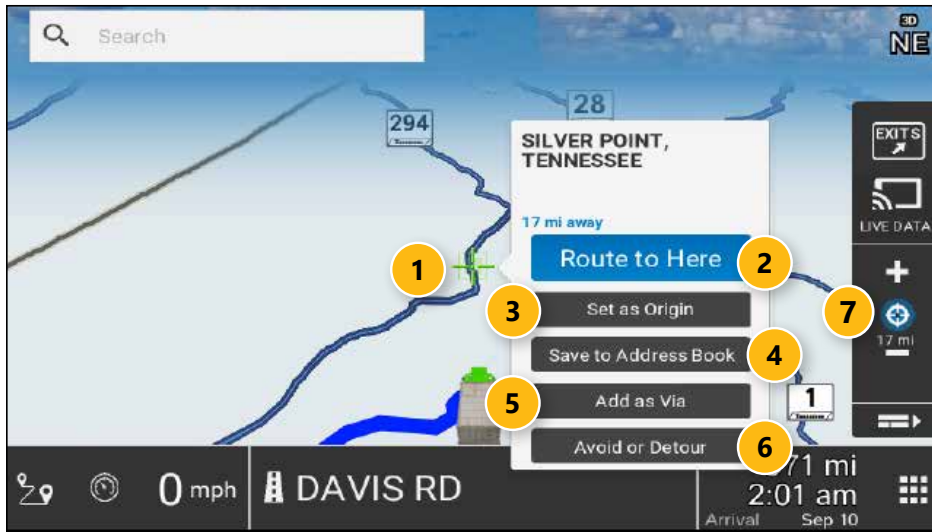 Search
3D
NE
28
294
SILVER POINT,
TENNESSEE
EXITS
17 mi away
LIVE DATA
1
Route to Here
2
3
Set as Origin
7
17 mi
Save to Address Book
4
5
Add as Via
1
Avoid or Detour
6
0 mph
DAVIS RD
71 mi
2:01 am
Arrival Sep 10